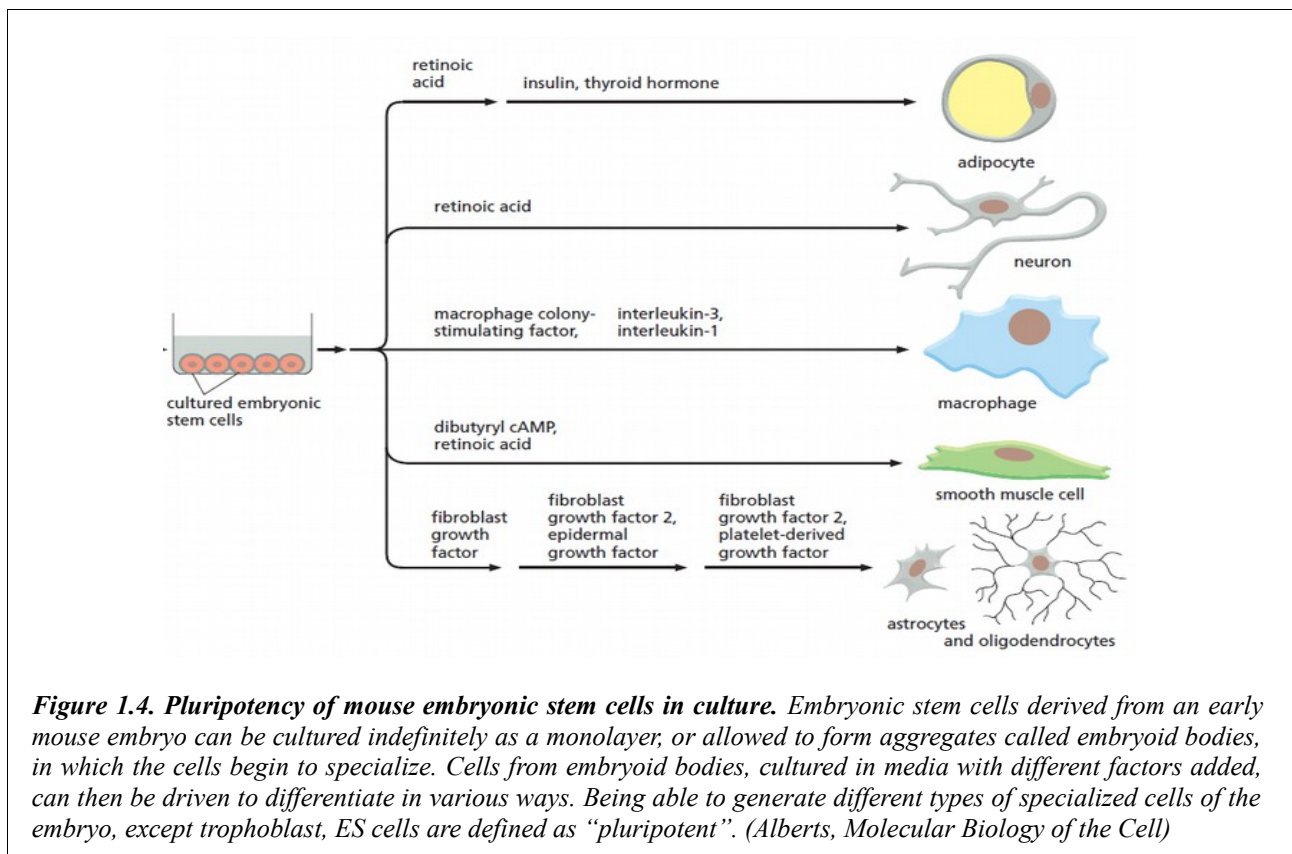 retinoic
acid
insulin, thyroid hormone
adipocyte
retinoic acid
neuron
macrophage colony-
stimulating factor,
interleukin-3,
interleukin-1
macrophage
cultured embryonic
stem cells
dibutyryl cAMP,
retinoic acid
smooth muscle cell
fibroblast
growth
factor
fibroblast
growth factor 2,
epidermal
growth factor
fibroblast
growth factor 2,
platelet-derived
growth factor
astrocytes
and oligodendrocytes
Figure 1.4. Pluripotency of mouse embryonic stem cells in culture. Embryonic stem cells derived from an early
mouse embryo can be cultured indefinitely as a monolayer, or allowed to form aggregates called embryoid bodies,
in which the cells begin to specialize. Cells from embryoid bodies, cultured in media with different factors added,
can then be driven to differentiate in various ways. Being able to generate different types of specialized cells of the
embryo, except trophoblast, ES cells are defined as “pluripotent”. (Alberts, Molecular Biology of the Cell)